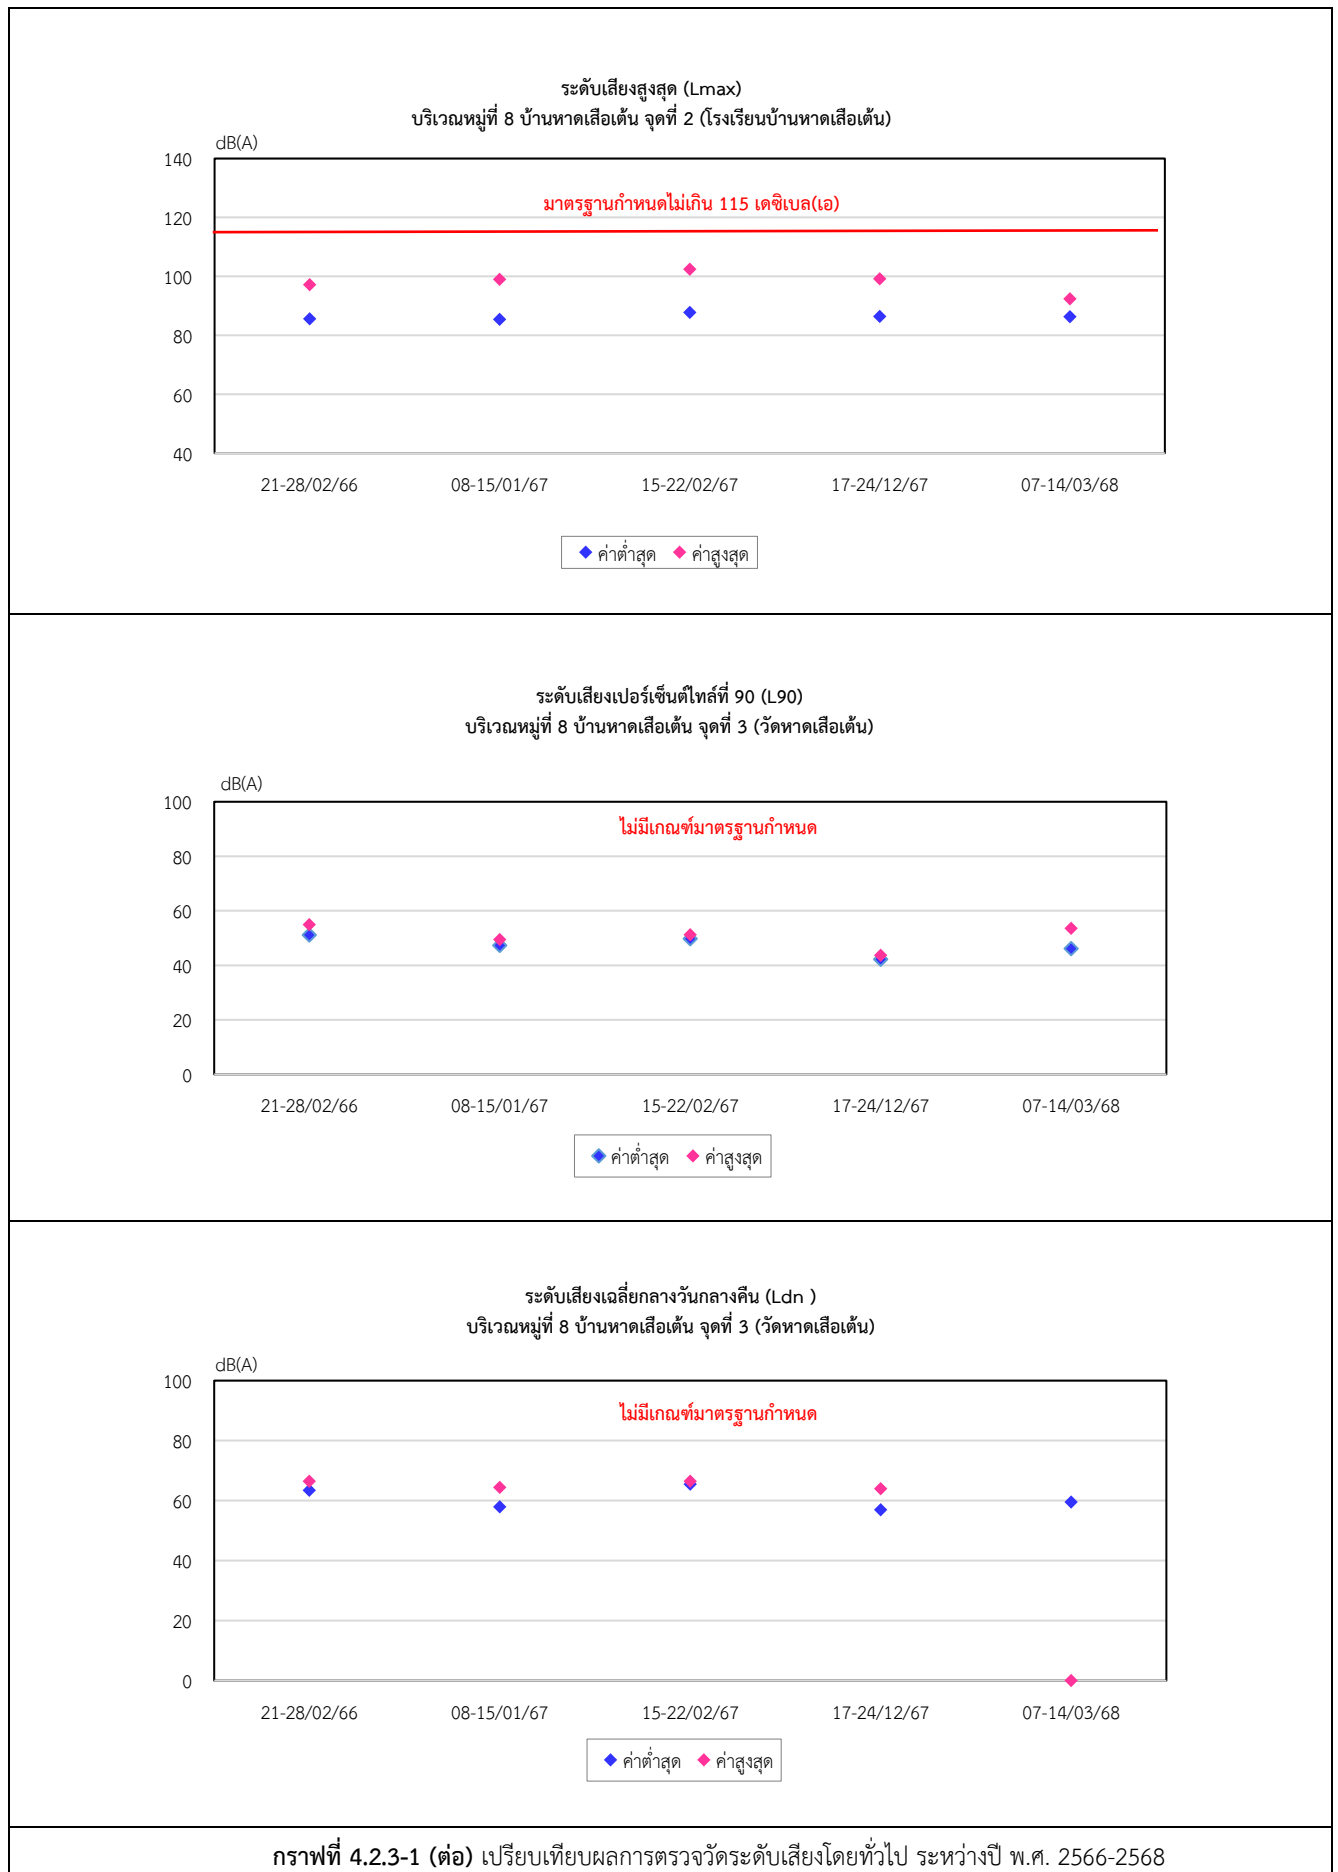 ระดับเสียงสูงสุด (Lmax)
บริเวณหมู่ที่ 8 บ้านหาดเสือเต้น จุดที่ 2 (โรงเรียนบ้านหาดเสือเต้น)
dB(A)
140
มาตรฐานกำหนดไม่เกิน 115 เดซิเบล(เอ)
120
100
80
60
40
21-28/02/66 08-15/01/67 15-22/02/67 17-24/12/67 07-14/03/68
ค่าต่ำสุด ค่าสูงสุด
ระดับเสียงเปอร์เซ็นต์ไทล์ที่ 90 (L90)
บริเวณหมู่ที่ 8 บ้านหาดเสือเต้น จุดที่ 3 (วัดหาดเสือเต้น)
dB(A)
100
ไม่มีเกณฑ์มาตรฐานกำหนด
80
60
40
20
0
21-28/02/66 08-15/01/67 15-22/02/67 17-24/12/67 07-14/03/68
ค่าต่ำสุด ค่าสูงสุด
ระดับเสียงเฉลี่ยกลางวันกลางคืน (Ldn )
บริเวณหมู่ที่ 8 บ้านหาดเสือเต้น จุดที่ 3 (วัดหาดเสือเต้น)
dB(A)
100
ไม่มีเกณฑ์มาตรฐานกำหนด
80
60
40
20
0
21-28/02/66 08-15/01/67 15-22/02/67 17-24/12/67 07-14/03/68
ค่าต่ำสุด ค่าสูงสุด
กราฟที่ 4.2.3-1 (ต่อ) เปรียบเทียบผลการตรวจวัดระดับเสียงโดยทั่วไป ระหว่างปี พ.ศ. 2566-2568